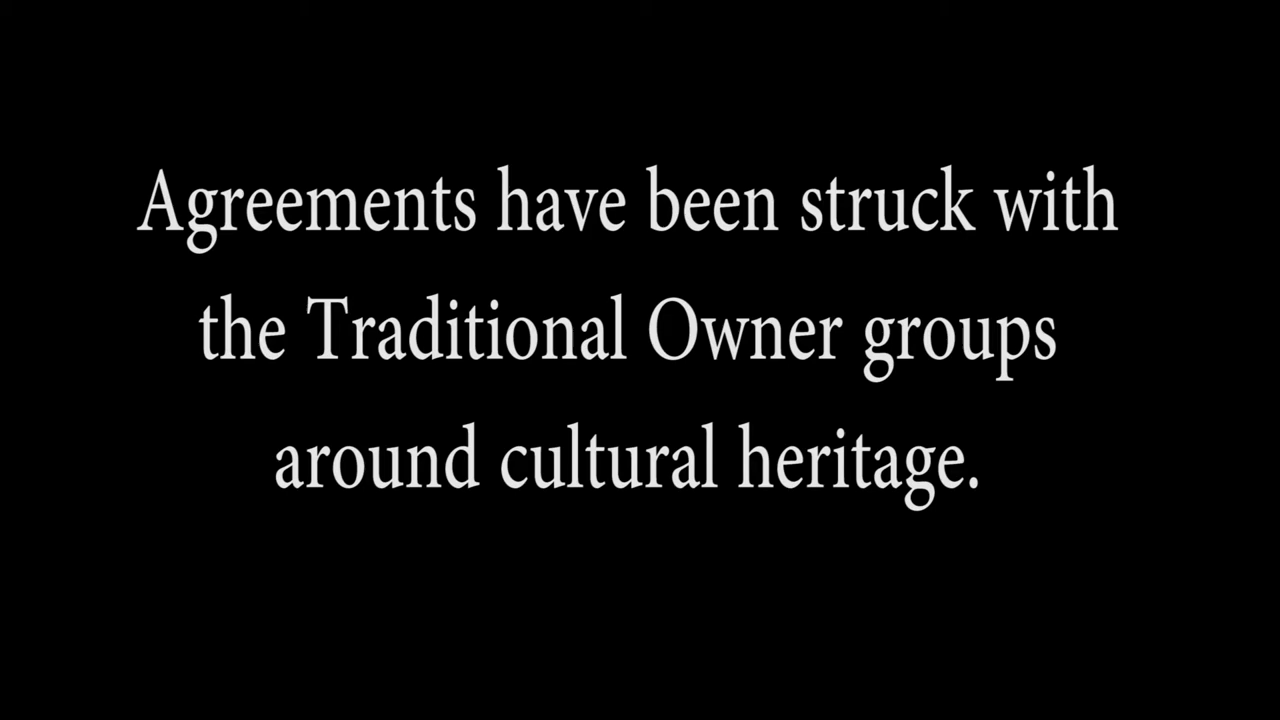 Agreements have been struck with
the Traditional Owner groups
around cultural heritage.